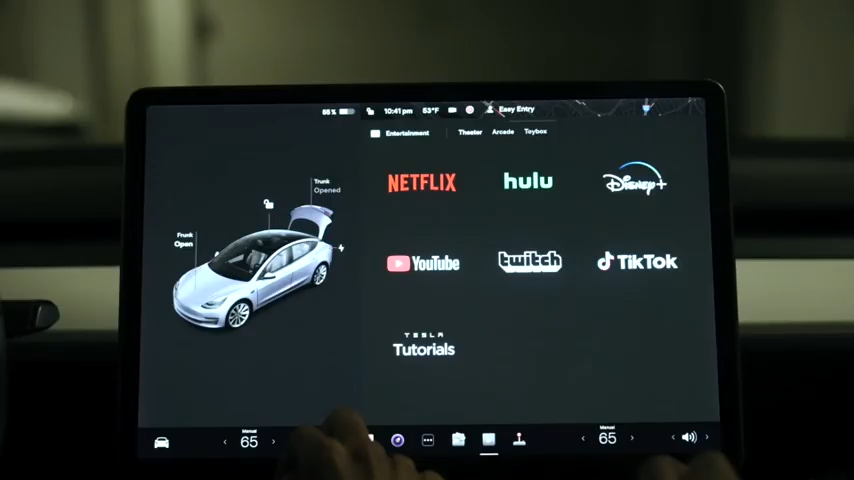 55 % 10:41 pm 53°F Easy Entry
Entertainment Theater Arcade Toybox
Trunk
Opened
Frunk
Open
NETFLIX hulu Disney+
YouTube twitch TikTok
TESLA
Tutorials
Manual
65
Manual
65